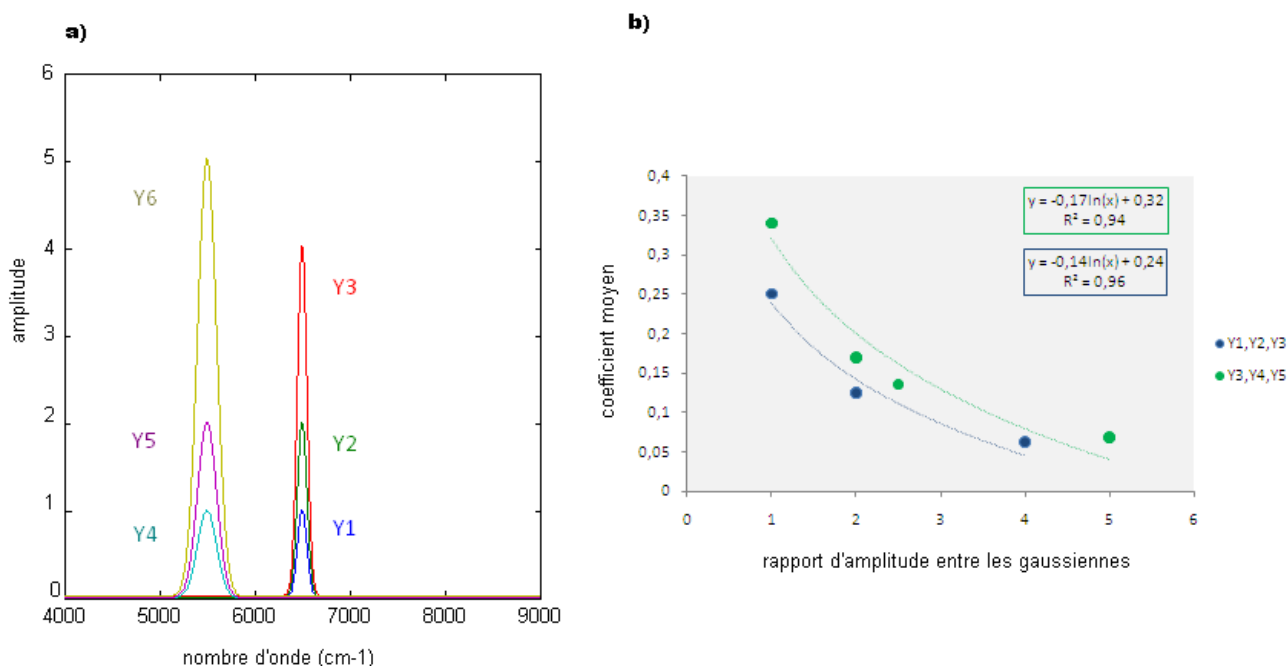 a)
6
5
4
3
2
1
0
amplitude
Y6
Y3
Y5
Y2
Y4
Y1
4000 5000 6000 7000 8000 9000
nombre d'onde (cm-1)
b)
0,4
0,35
0,3
0,25
0,2
0,15
0,1
0,05
0
coefficient moyen
y = -0,17ln(x) + 0,32
R² = 0,94
y = -0,14ln(x) + 0,24
R² = 0,96
Y1,Y2,Y3
Y3,Y4,Y5
0 1 2 3 4 5 6
rapport d'amplitude entre les gaussiennes